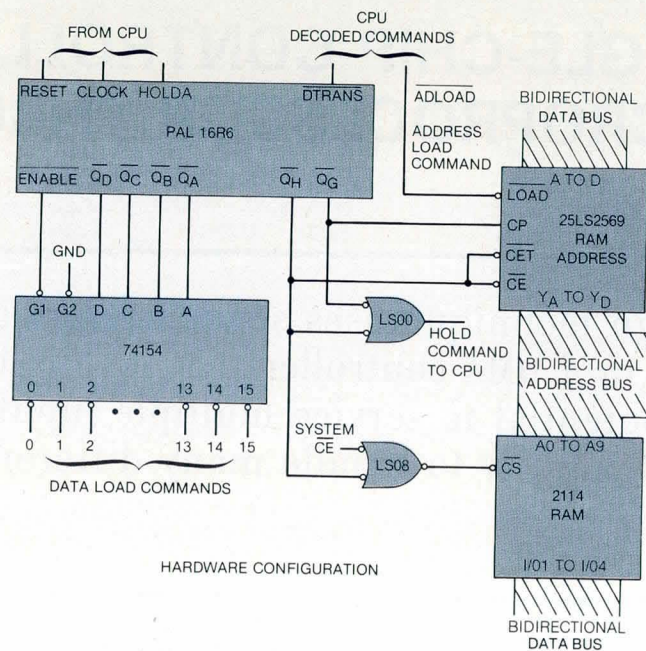 FROM CPU
CPU
DECODED COMMANDS
RESET CLOCK HOLDA
DTRANS
PAL 16R6
ENABLE QD QC QB QA QH QG
ADLOAD
ADDRESS
LOAD
COMMAND
BIDIRECTIONAL
DATA BUS
A TO D
LOAD
25LS2569
RAM
ADDRESS
CP
CET
CE
YA TO YD
GND
G1 G2 D C B A
74154
0 1 2 13 14 15
0 1 2 13 14 15
DATA LOAD COMMANDS
LS00
HOLD
COMMAND
TO CPU
BIDIRECTIONAL
ADDRESS BUS
SYSTEM
CE
LS08
A0 TO A9
CS
2114
RAM
I/01 TO I/04
BIDIRECTIONAL
DATA BUS
HARDWARE CONFIGURATION